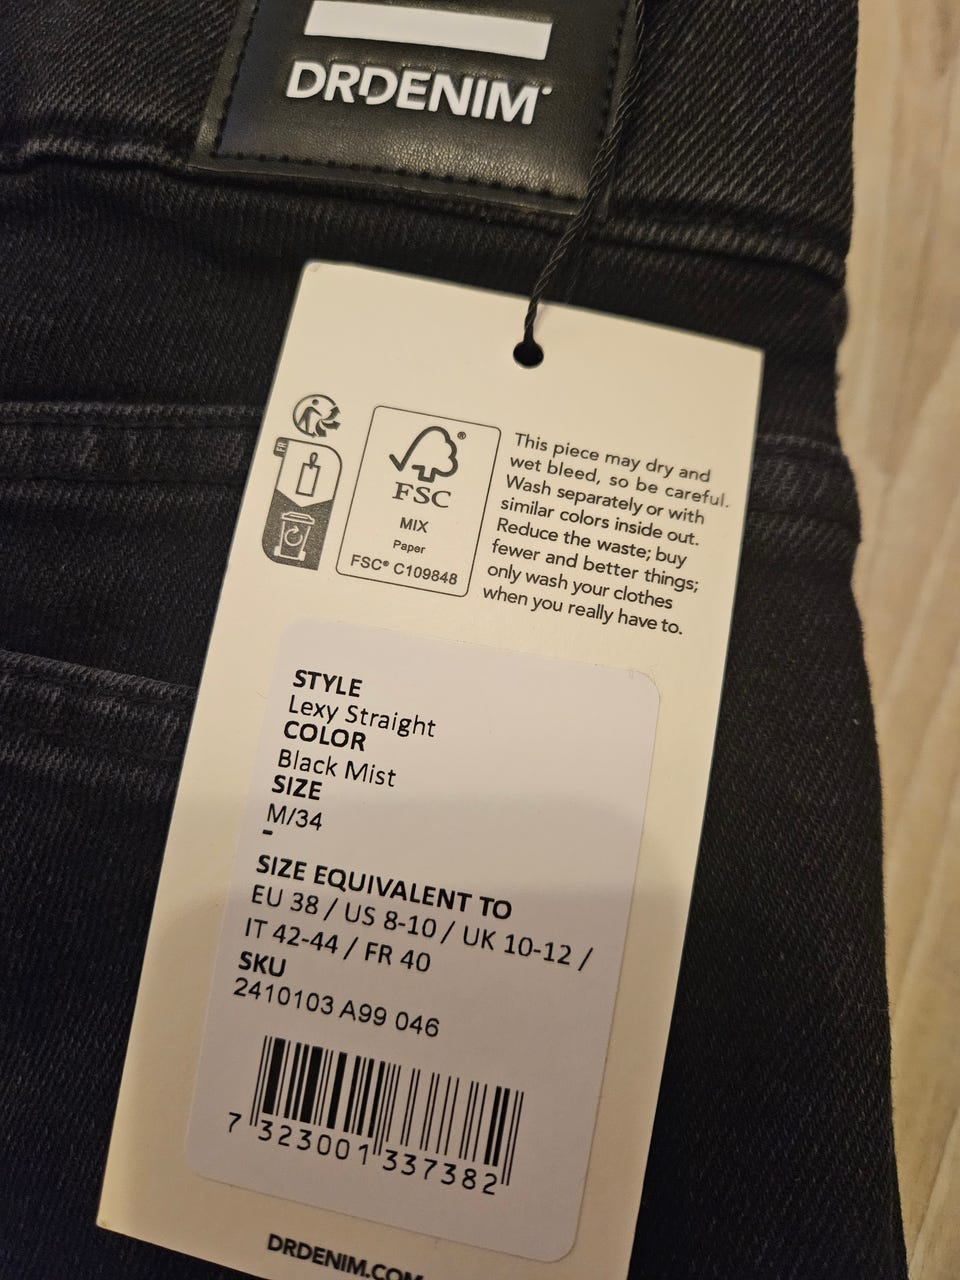 DRDENIM
FR
FSC®
MIX
Paper
FSC® C109848
This piece may dry and
wet bleed, so be careful.
Wash separately or with
similar colors inside out.
Reduce the waste; buy
fewer and better things;
only wash your clothes
when you really have to.
STYLE
Lexy Straight
COLOR
Black Mist
SIZE
M/34
-
SIZE EQUIVALENT TO
EU 38 / US 8-10 / UK 10-12 /
IT 42-44 / FR 40
SKU
2410103 A99 046
7 323001 337382
DRDENIM.COM